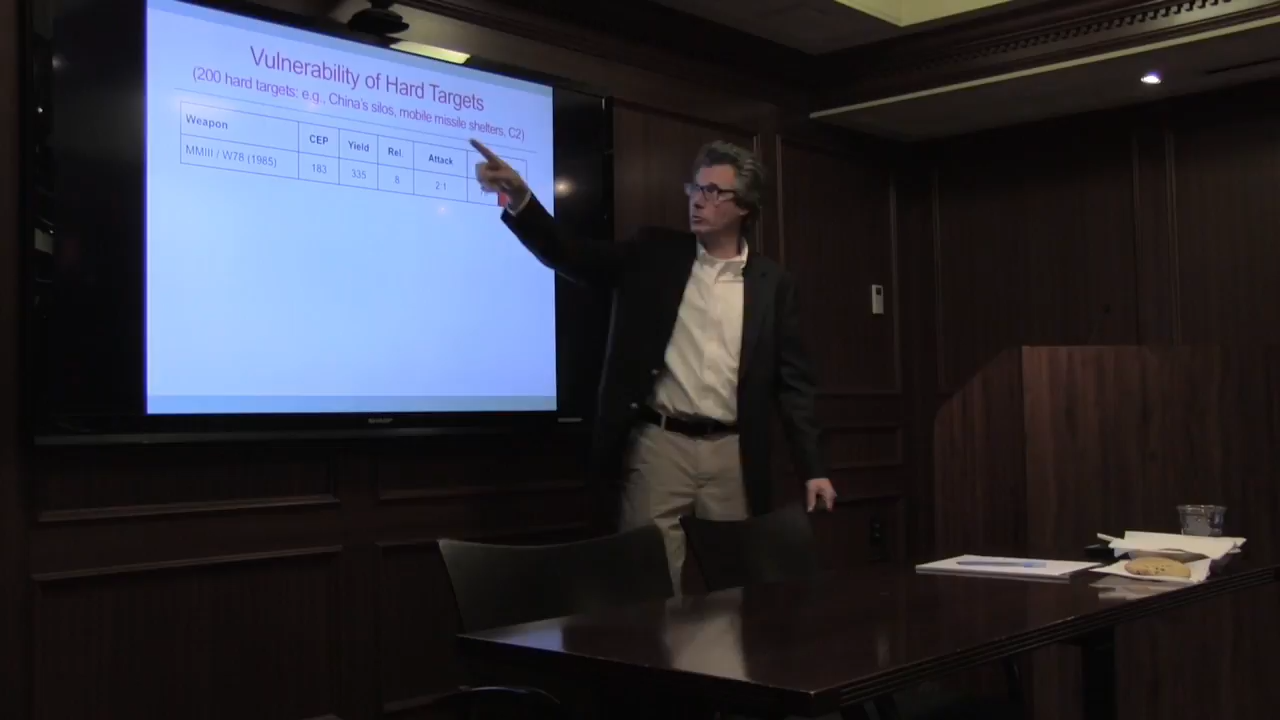 Vulnerability of Hard Targets
(200 hard targets: e.g., China's silos, mobile missile shelters, C2)
Weapon CEP Yield Rel. Attack
MMIII / W78 (1985) 183 335 .8 2:1
SHARP